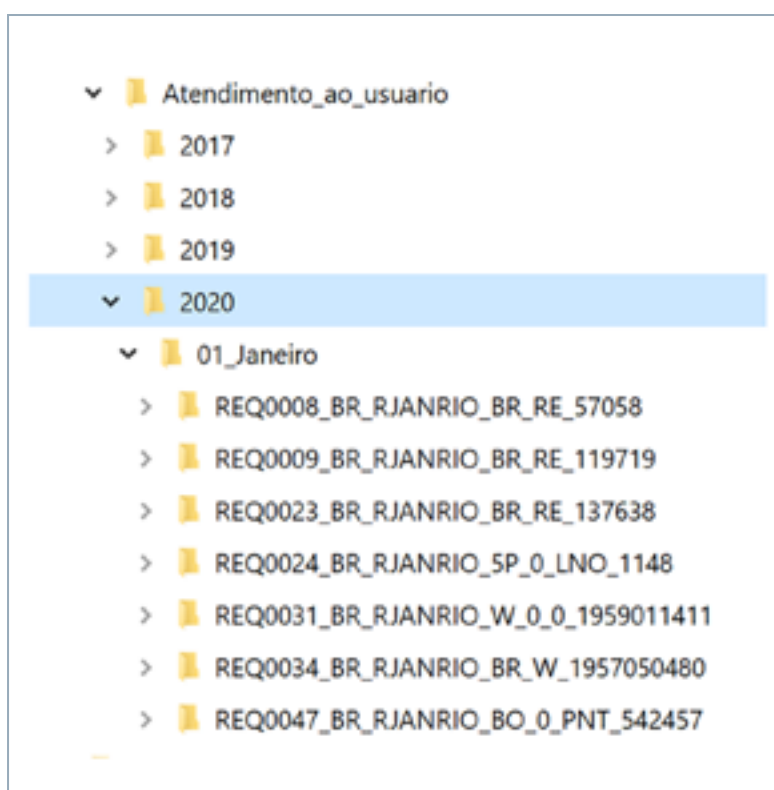 Atendimento_ao_usuario
2017
2018
2019
2020
01_Janeiro
REQ0008_BR_RJANRIO_BR_RE_57058
REQ0009_BR_RJANRIO_BR_RE_119719
REQ0023_BR_RJANRIO_BR_RE_137638
REQ0024_BR_RJANRIO_5P_0_LNO_1148
REQ0031_BR_RJANRIO_W_0_0_1959011411
REQ0034_BR_RJANRIO_BR_W_1957050480
REQ0047_BR_RJANRIO_BO_0_PNT_542457